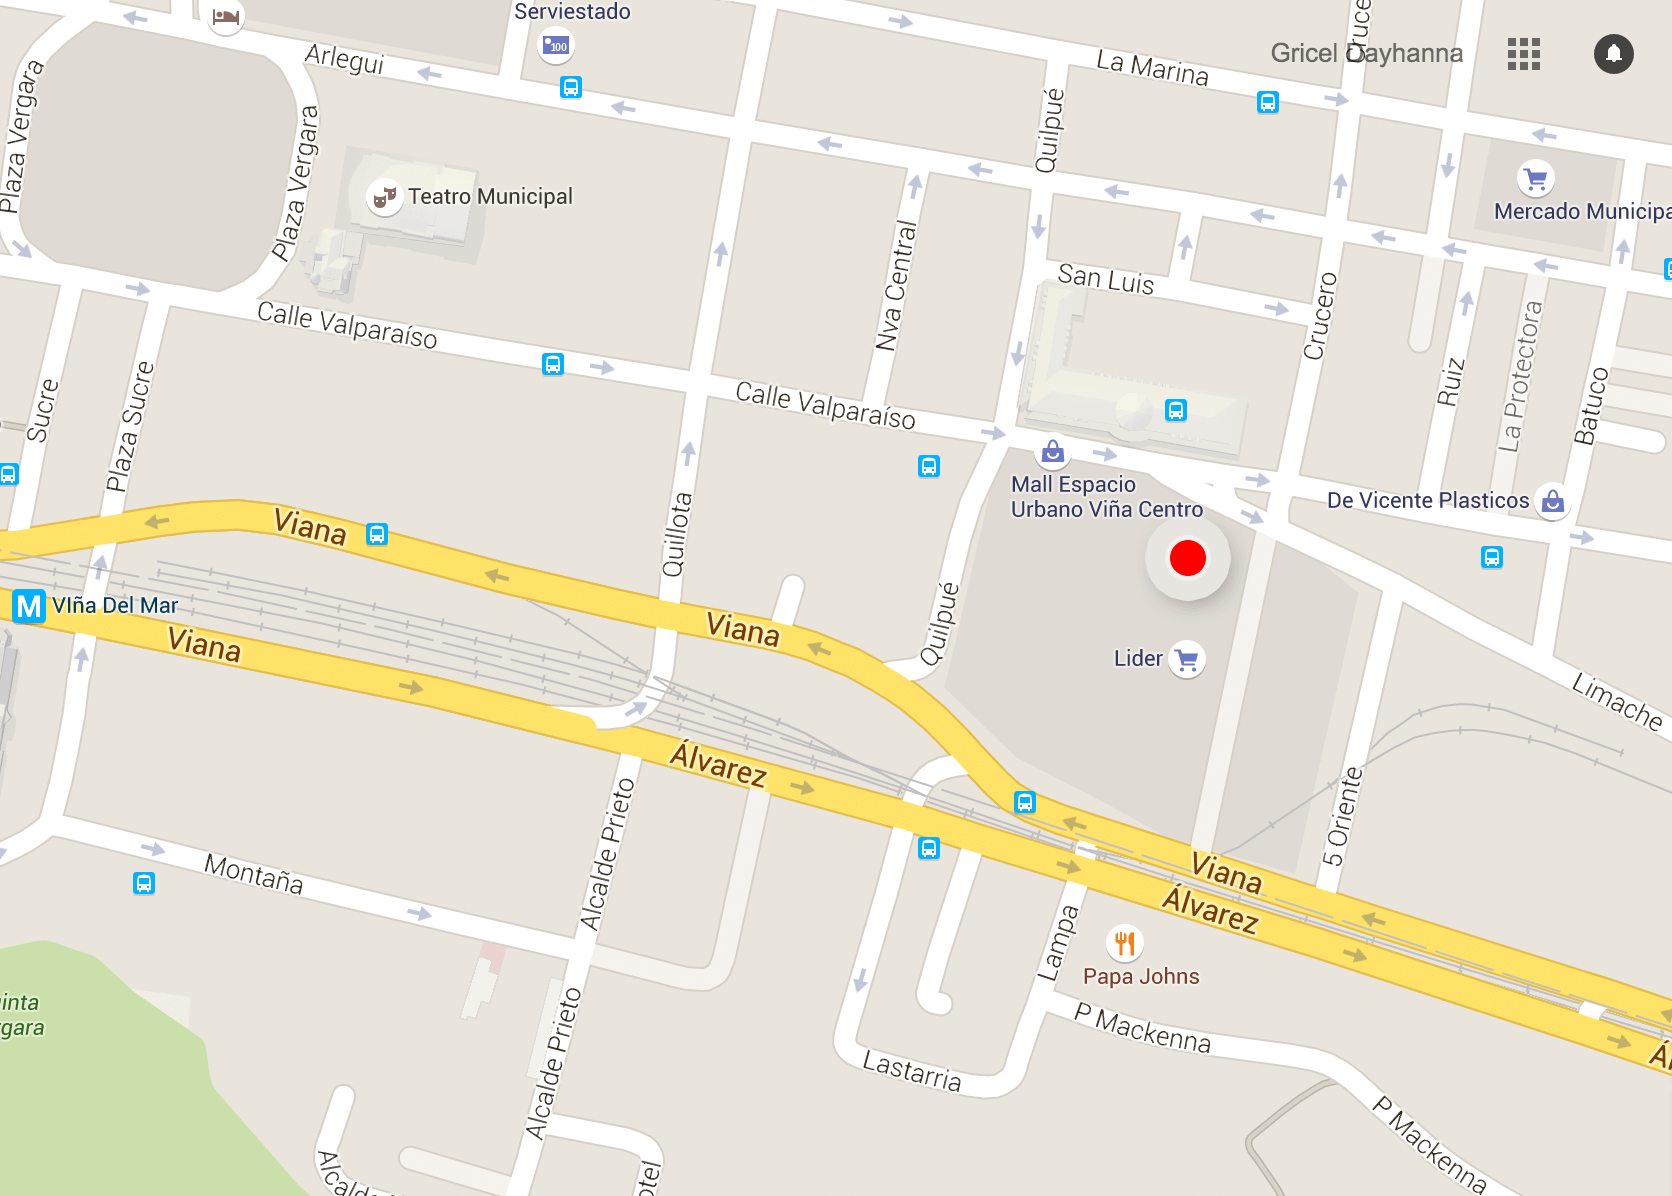 Serviestado
100
Arlegui
Gricel Dayhanna
La Marina
Plaza Vergara
Plaza Vergara
Quilpué
Teatro Municipal
Mercado Municipa
Plaza Vergara
Nva Central
San Luis
Crucero
Calle Valparaíso
La Protectora
Ruiz
Batuco
Sucre
Plaza Sucre
Calle Valparaíso
Mall Espacio
Urbano Viña Centro
De Vicente Plasticos
Viana
Quillota
M
VIña Del Mar
Viana
Viana
Quilpué
Lider
Limache
Álvarez
5 Oriente
Alcalde Prieto
Montaña
Viana
Álvarez
Lampa
Papa Johns
P Mackenna
Lastarria
Alcalde Prieto
P Mackenna